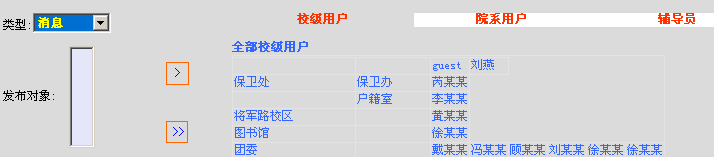 类型: 消息
校级用户 院系用户 辅导员
全部校级用户
guest 刘燕
保卫处 保卫办 芮某某
户籍室 李某某
发布对象:
>
将军路校区 黄某某
图书馆 徐某某
>>
团委 戴某某 冯某某 顾某某 刘某某 徐某某 徐某某